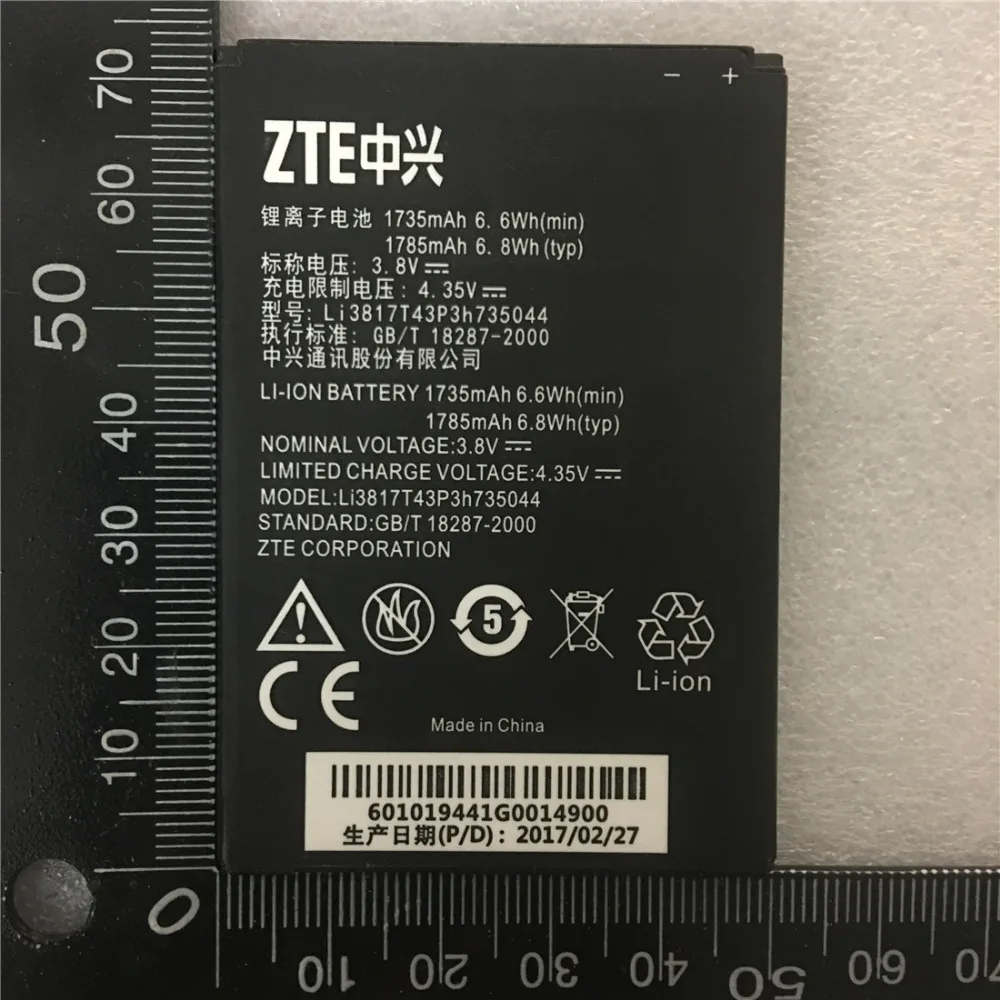 − +
ZTE中兴
锂离子电池 1735mAh 6.6Wh(min)
1785mAh 6.8Wh(typ)
标称电压: 3.8V
充电限制电压: 4.35V
型号: Li3817T43P3h735044
执行标准: GB/T 18287-2000
中兴通讯股份有限公司
LI-ION BATTERY 1735mAh 6.6Wh(min)
1785mAh 6.8Wh(typ)
NOMINAL VOLTAGE:3.8V
LIMITED CHARGE VOLTAGE:4.35V
MODEL:Li3817T43P3h735044
STANDARD:GB/T 18287-2000
ZTE CORPORATION
5
Li-ion
CE
Made in China
601019441G0014900
生产日期(P/D): 2017/02/27
70
60
50
40
30
20
10
0
10 20 30 40 50 60 70